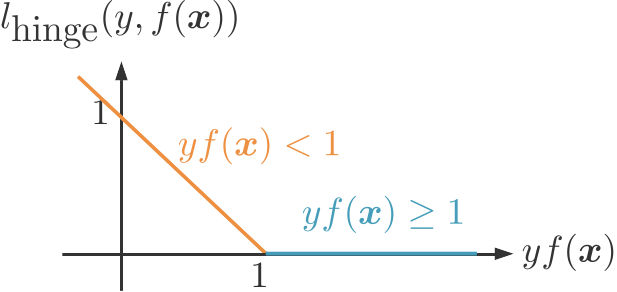 l_hinge(y, f(x))
1
yf(x) < 1
yf(x) ≥ 1
yf(x)
1